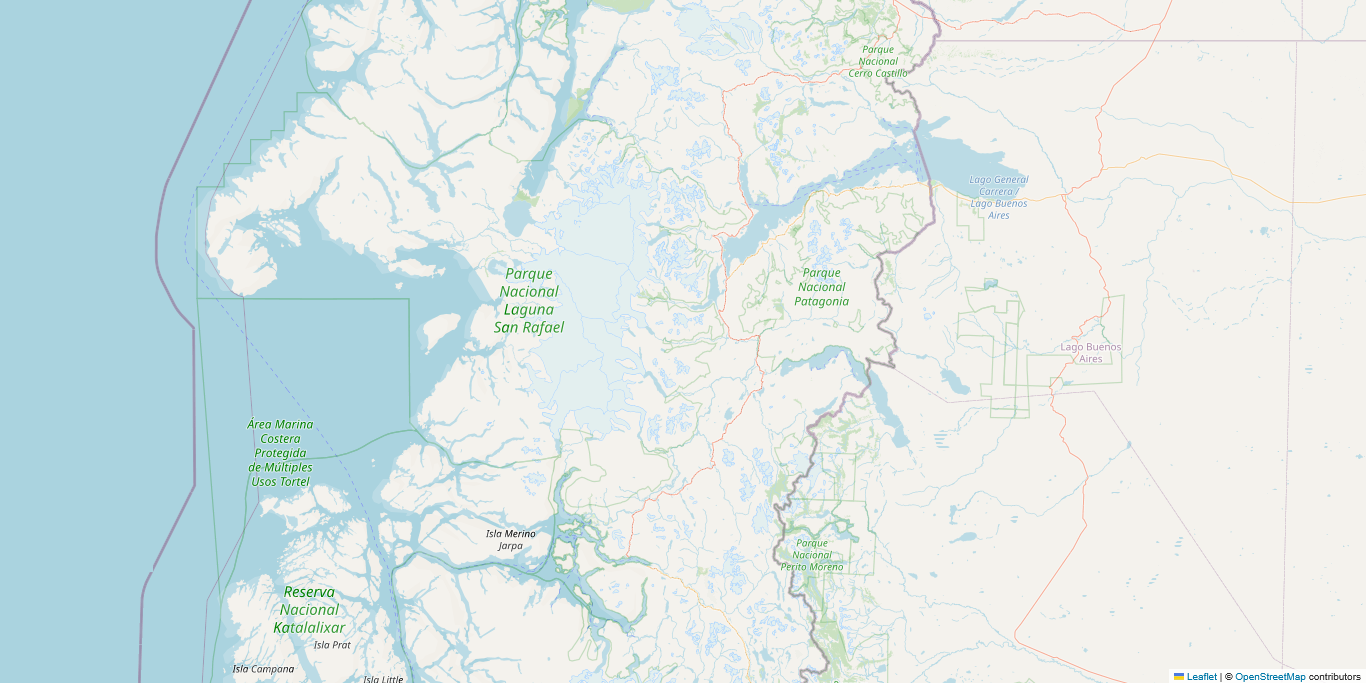 Parque
Nacional
Cerro Castillo
Lago General
Carrera /
Lago Buenos
Aires
Parque
Nacional
Laguna
San Rafael
Parque
Nacional
Patagonia
Lago Buenos
Aires
Área Marina
Costera
Protegida
de Múltiples
Usos Tortel
Isla Merino
Jarpa
Parque
Nacional
Perito Moreno
Reserva
Nacional
Katalalixar
Isla Prat
Isla Campana
Isla Little
Leaflet | © OpenStreetMap contributors